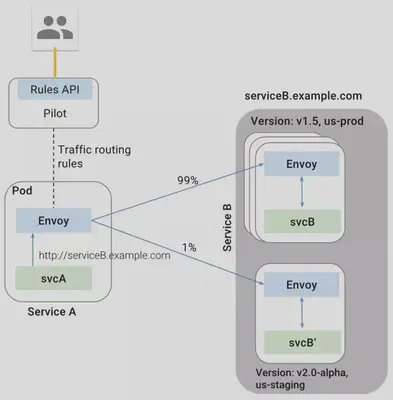 Rules API
Pilot
Traffic routing
rules
Pod
Envoy
http://serviceB.example.com
svcA
Service A
99%
1%
serviceB.example.com
Version: v1.5, us-prod
Envoy
svcB
Service B
Envoy
svcB'
Version: v2.0-alpha,
us-staging